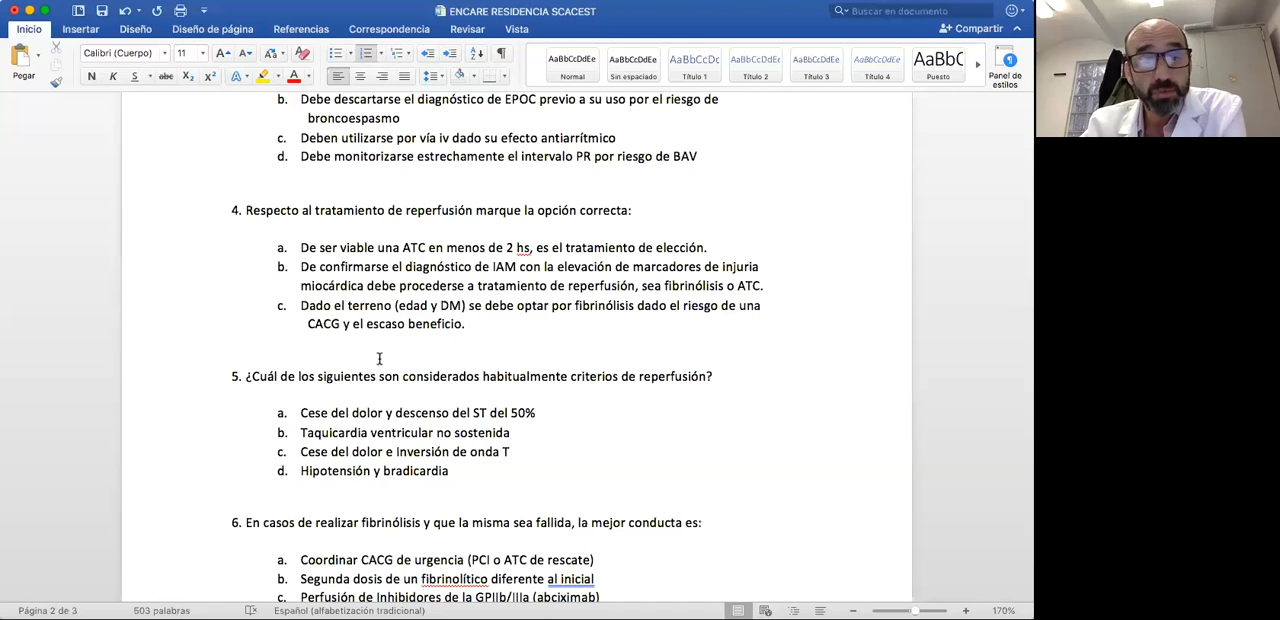 ENCARE RESIDENCIA SCACEST
Buscar en documento
Inicio Insertar Diseño Diseño de página Referencias Correspondencia Revisar Vista
Compartir
Pegar
Calibri (Cuerpo) 11
N K S abc X₂ X²
AaBbCcDdEe AaBbCcDdEe AaBbCcDc AaBbCcDdEe AaBbCcDdEe AaBbCcDdEe AaBbC
Normal Sin espaciado Título 1 Título 2 Título 3 Título 4 Puesto
Panel de
estilos
b. Debe descartarse el diagnóstico de EPOC previo a su uso por el riesgo de
broncoespasmo
c. Deben utilizarse por vía iv dado su efecto antiarrítmico
d. Debe monitorizarse estrechamente el intervalo PR por riesgo de BAV
4. Respecto al tratamiento de reperfusión marque la opción correcta:
a. De ser viable una ATC en menos de 2 hs, es el tratamiento de elección.
b. De confirmarse el diagnóstico de IAM con la elevación de marcadores de injuria
miocárdica debe procederse a tratamiento de reperfusión, sea fibrinólisis o ATC.
c. Dado el terreno (edad y DM) se debe optar por fibrinólisis dado el riesgo de una
CACG y el escaso beneficio.
5. ¿Cuál de los siguientes son considerados habitualmente criterios de reperfusión?
a. Cese del dolor y descenso del ST del 50%
b. Taquicardia ventricular no sostenida
c. Cese del dolor e Inversión de onda T
d. Hipotensión y bradicardia
6. En casos de realizar fibrinólisis y que la misma sea fallida, la mejor conducta es:
a. Coordinar CACG de urgencia (PCI o ATC de rescate)
b. Segunda dosis de un fibrinolítico diferente al inicial
c. Perfusión de Inhibidores de la GPIIb/IIIa (abciximab)
Página 2 de 3 503 palabras Español (alfabetización tradicional) 170%